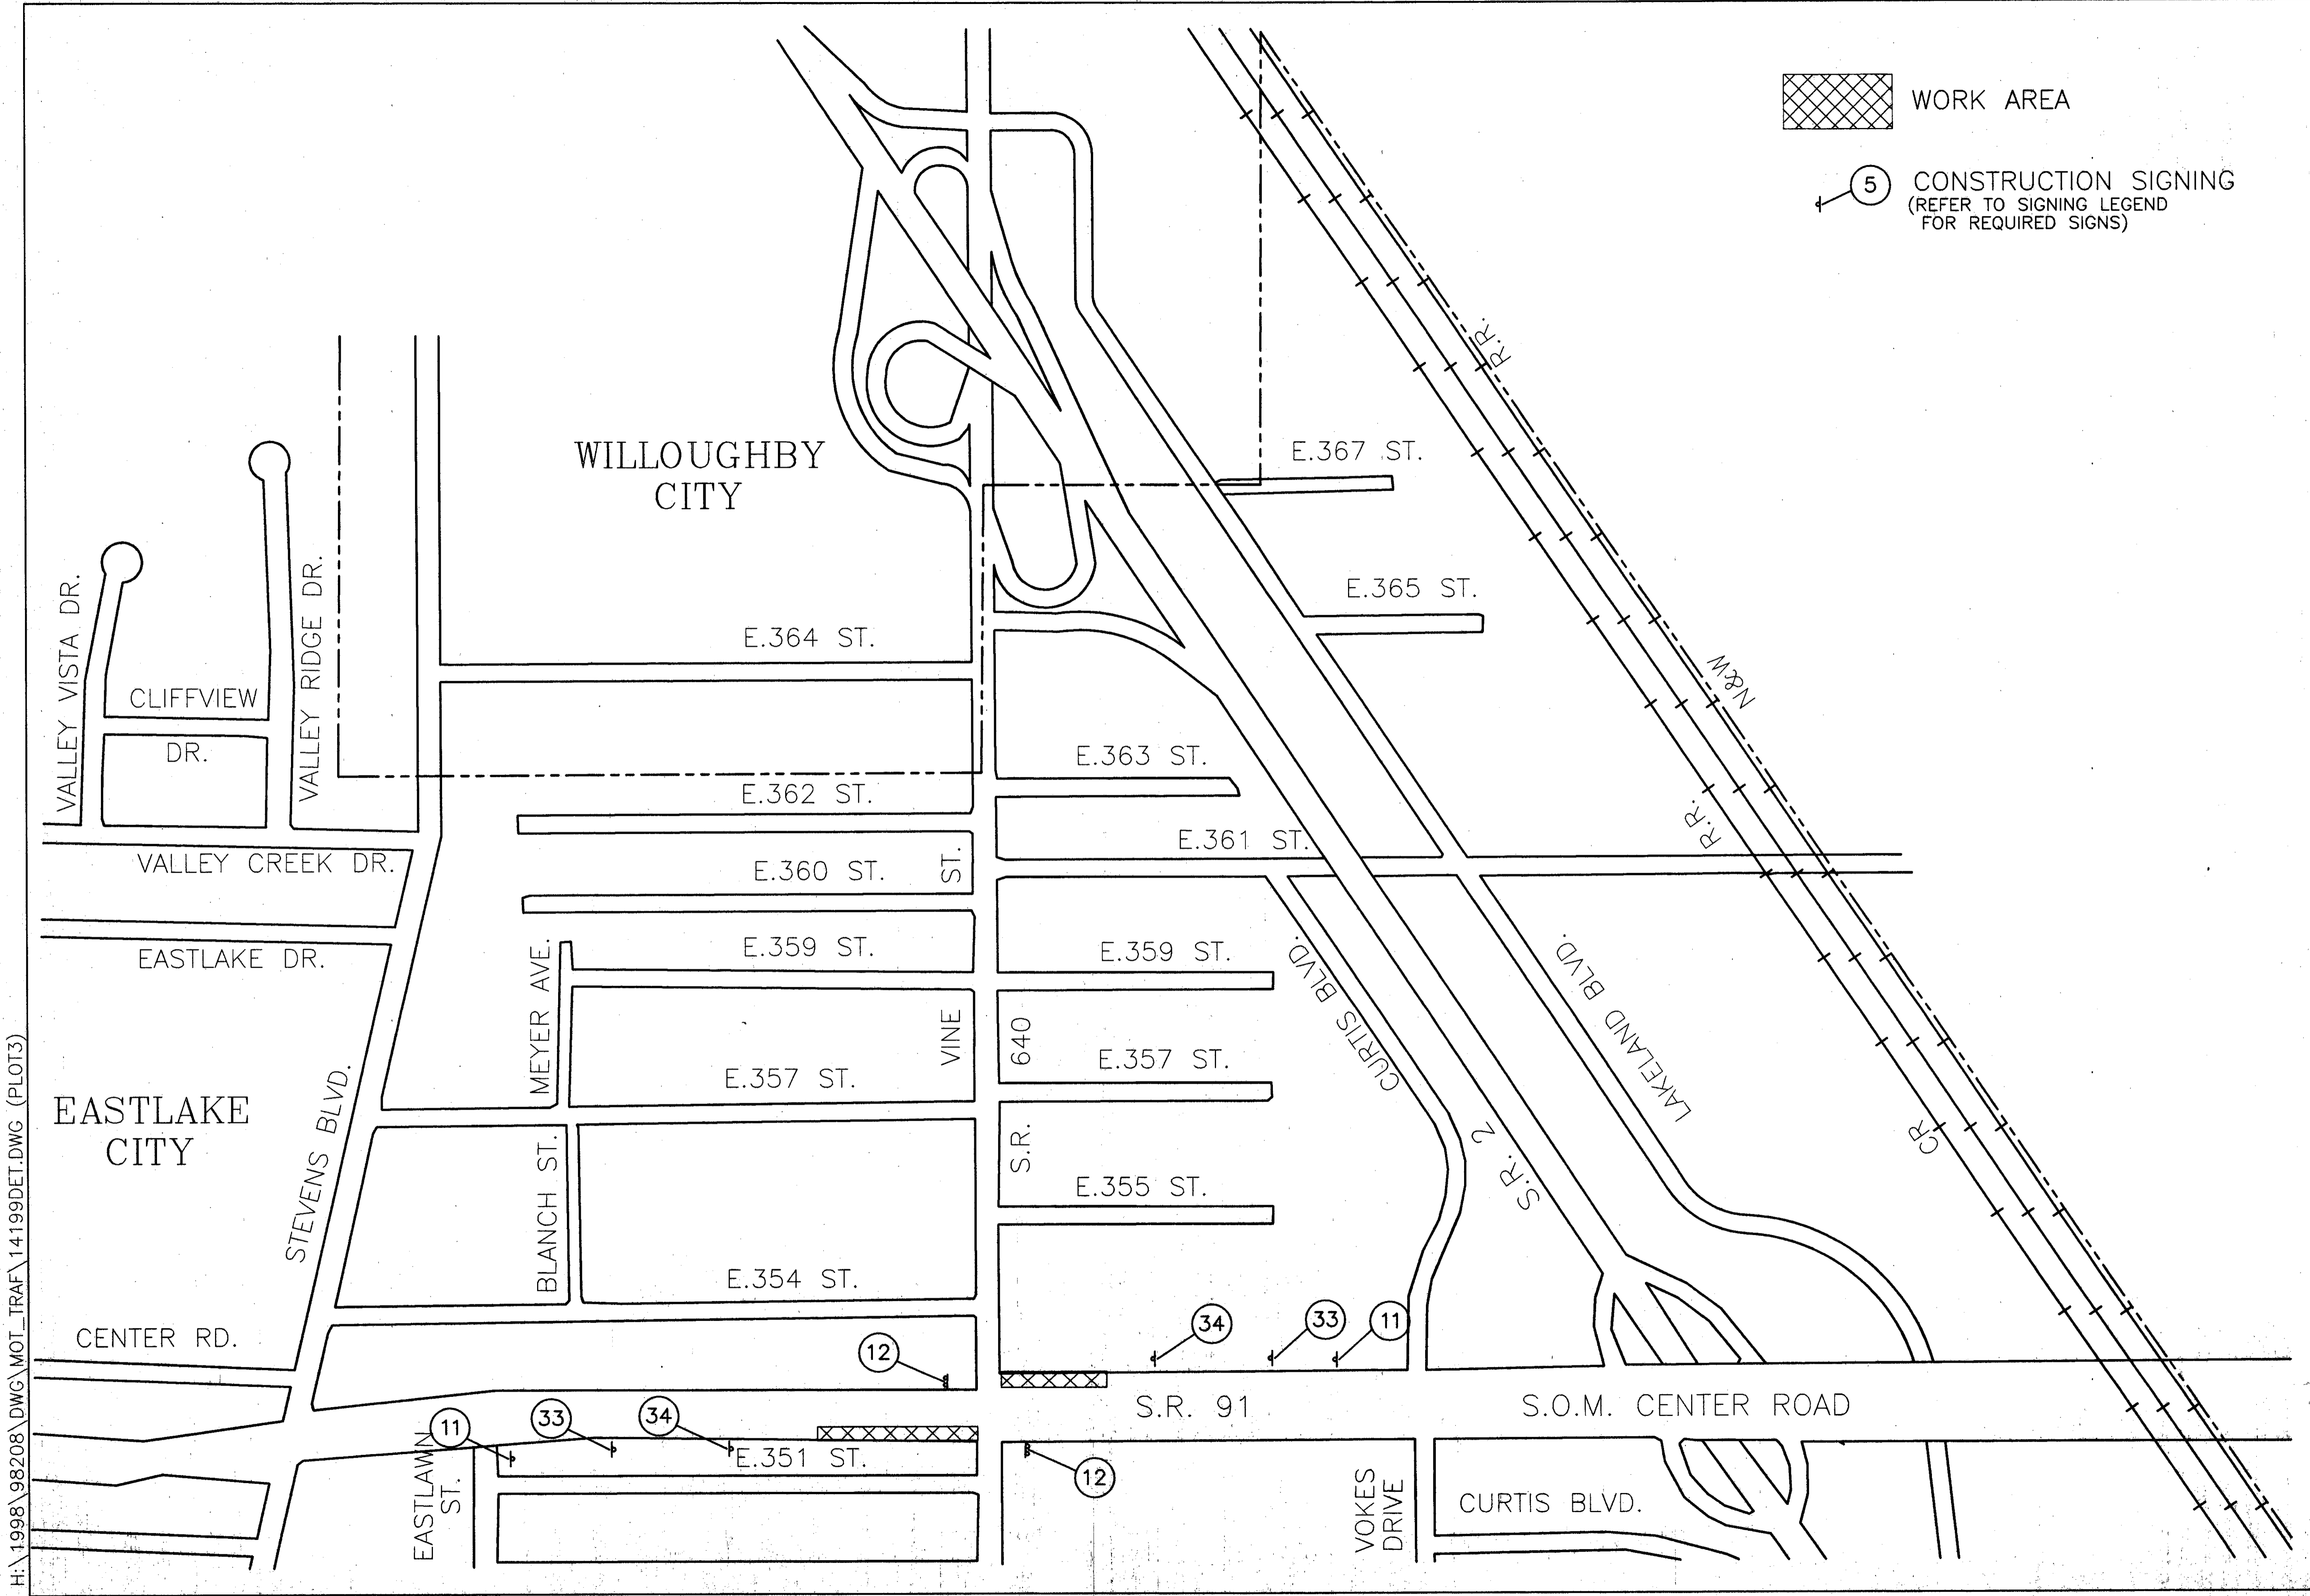 WORK AREA
5
CONSTRUCTION SIGNING
(REFER TO SIGNING LEGEND
FOR REQUIRED SIGNS)
R.R.
WILLOUGHBY
CITY
E.367 ST.
E.365 ST.
E.364 ST.
VALLEY VISTA DR.
CLIFFVIEW
DR.
VALLEY RIDGE DR.
N&W
E.363 ST.
E.362 ST.
R.R.
E.361 ST.
VALLEY CREEK DR.
E.360 ST.
VINE ST.
EASTLAKE DR.
MEYER AVE.
E.359 ST.
E.359 ST.
CURTIS BLVD.
LAKELAND BLVD.
S.R. 640
E.357 ST.
E.357 ST.
EASTLAKE
CITY
STEVENS BLVD.
BLANCH ST.
E.355 ST.
S.R. 2
CR
E.354 ST.
CENTER RD.
12
34
33
11
S.R. 91
S.O.M. CENTER ROAD
11
33
34
E.351 ST.
EASTLAWN
ST.
12
VOKES
DRIVE
CURTIS BLVD.
H:\1998\98208\DWG\MOT_TRAF\14199DET.DWG (PLOT3)